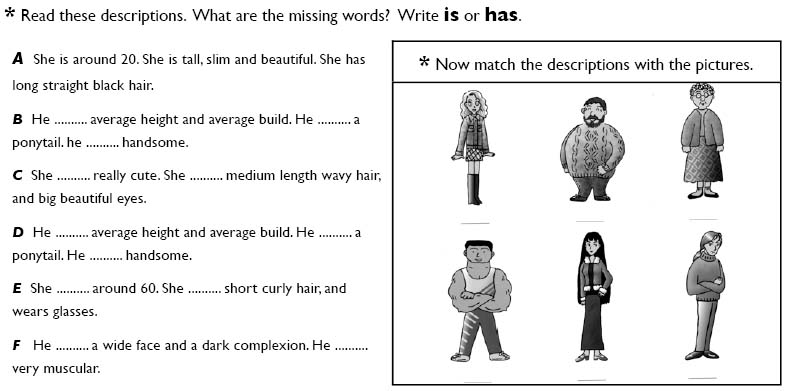 * Read these descriptions. What are the missing words? Write is or has.
A She is around 20. She is tall, slim and beautiful. She has
long straight black hair.
B He .......... average height and average build. He .......... a
ponytail. he .......... handsome.
C She .......... really cute. She .......... medium length wavy hair,
and big beautiful eyes.
D He .......... average height and average build. He .......... a
ponytail. He .......... handsome.
E She .......... around 60. She .......... short curly hair, and
wears glasses.
F He .......... a wide face and a dark complexion. He ..........
very muscular.
* Now match the descriptions with the pictures.